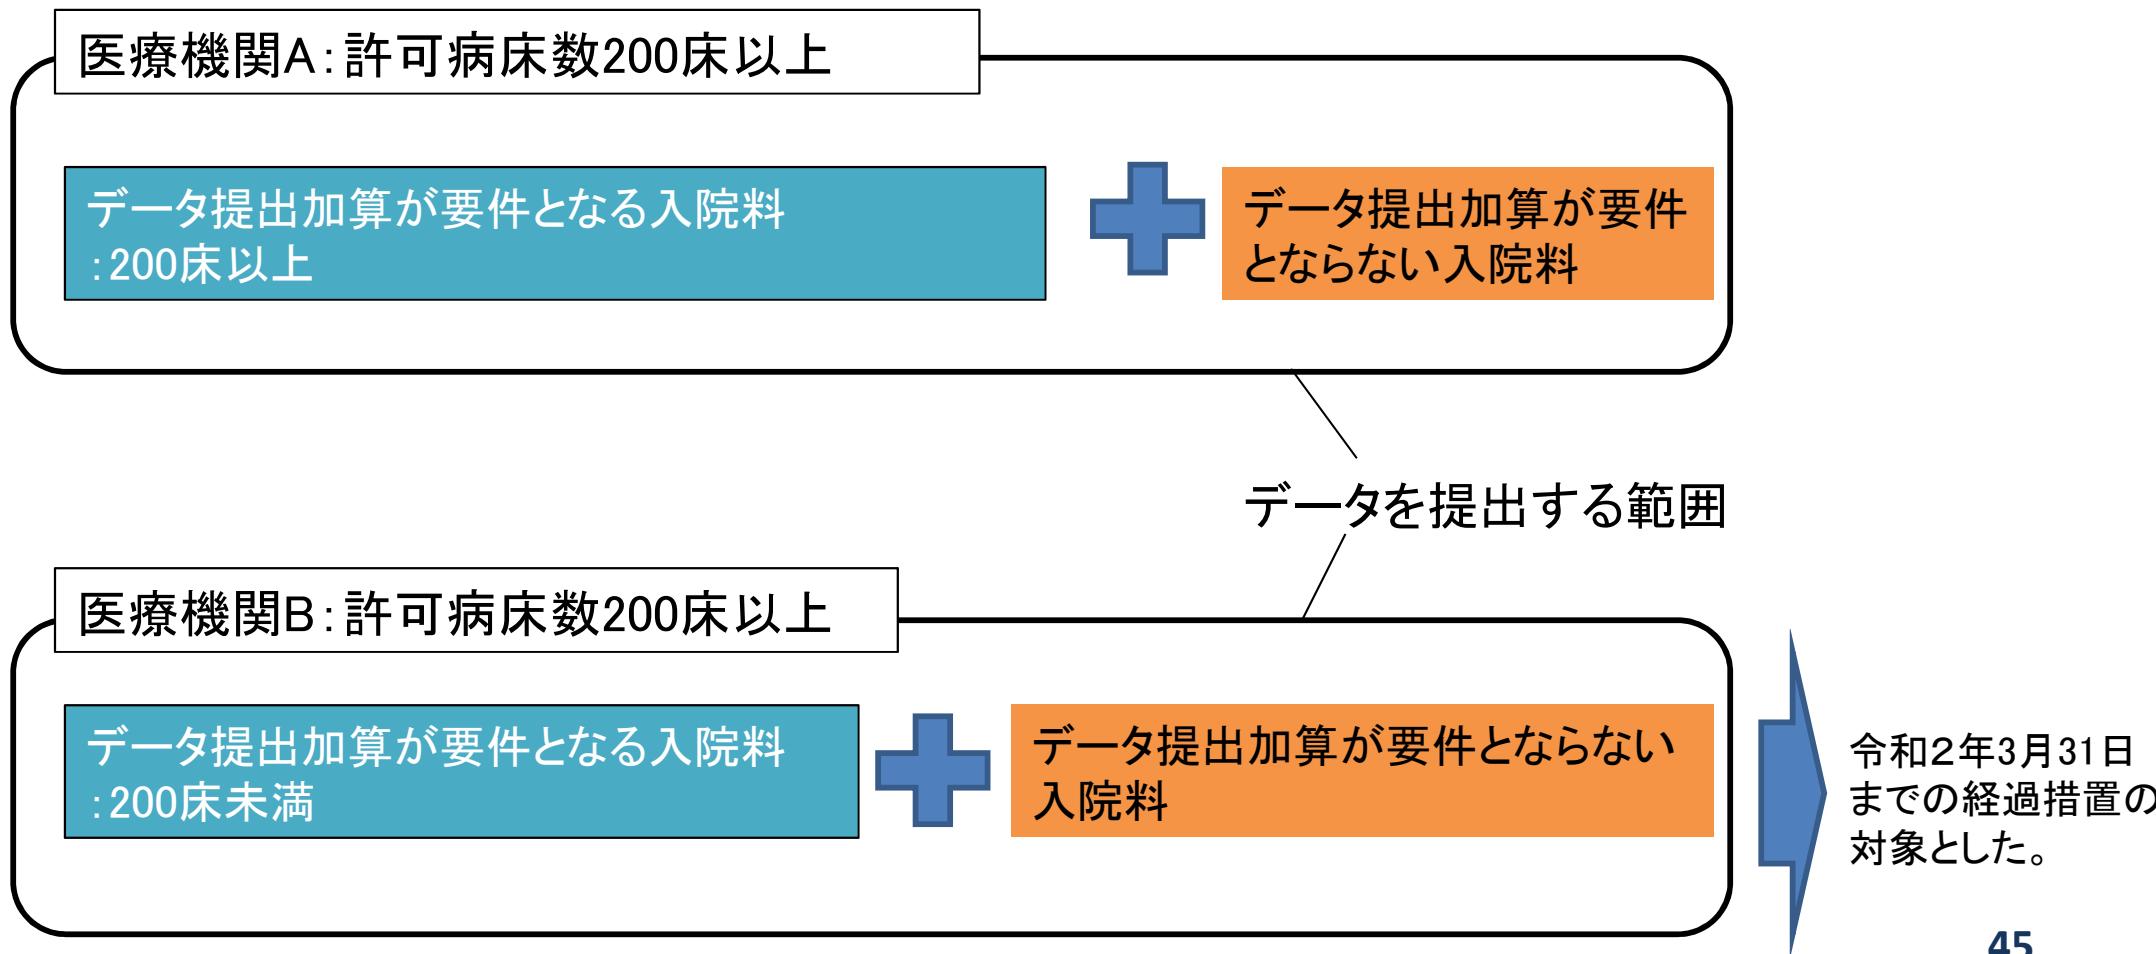 医療機関A：許可病床数200床以上
データ提出加算が要件となる入院料
：200床以上
データ提出加算が要件
とならない入院料
データを提出する範囲
医療機関B：許可病床数200床以上
データ提出加算が要件となる入院料
：200床未満
データ提出加算が要件とならない
入院料
令和２年3月31日
までの経過措置の
対象とした。
45